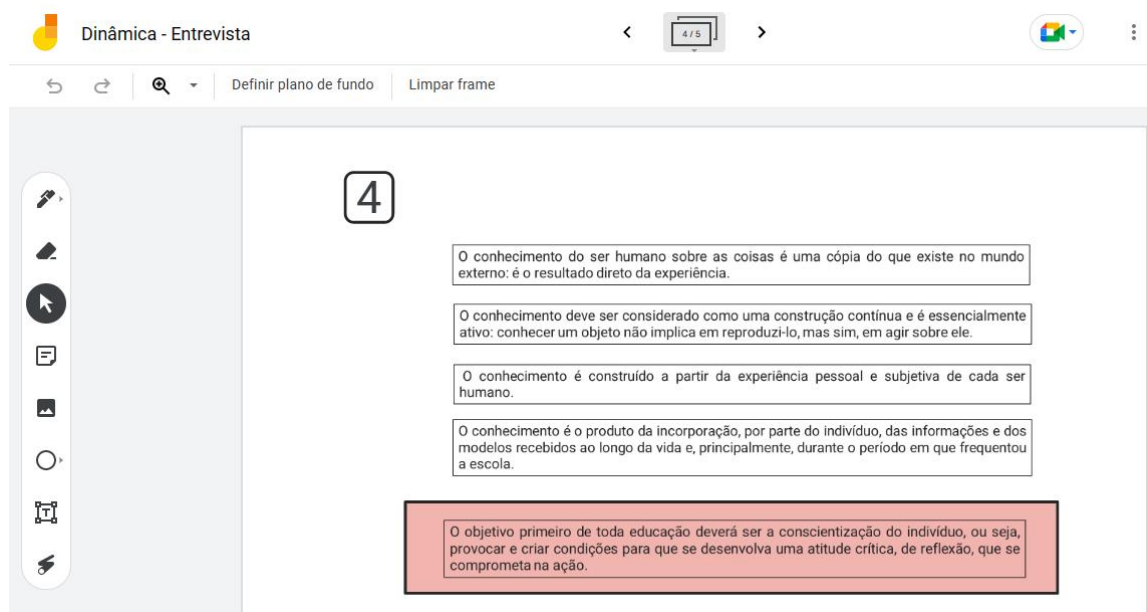 Dinâmica - Entrevista
4 / 5
Definir plano de fundo
Limpar frame
4
O conhecimento do ser humano sobre as coisas é uma cópia do que existe no mundo
externo: é o resultado direto da experiência.
O conhecimento deve ser considerado como uma construção contínua e é essencialmente
ativo: conhecer um objeto não implica em reproduzi-lo, mas sim, em agir sobre ele.
O conhecimento é construído a partir da experiência pessoal e subjetiva de cada ser
humano.
O conhecimento é o produto da incorporação, por parte do indivíduo, das informações e dos
modelos recebidos ao longo da vida e, principalmente, durante o período em que frequentou
a escola.
O objetivo primeiro de toda educação deverá ser a conscientização do indivíduo, ou seja,
provocar e criar condições para que se desenvolva uma atitude crítica, de reflexão, que se
comprometa na ação.